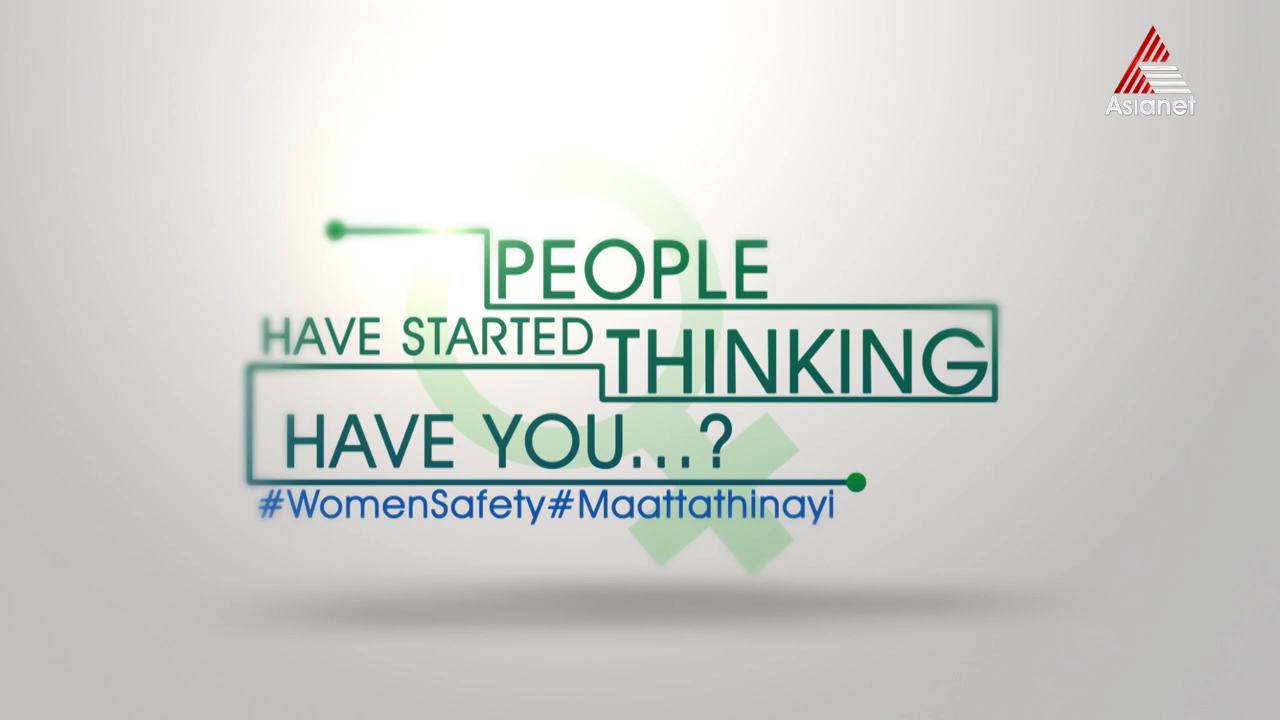 Asianet
PEOPLE
HAVE STARTED THINKING
HAVE YOU...?
#WomenSafety#Maattathinayi